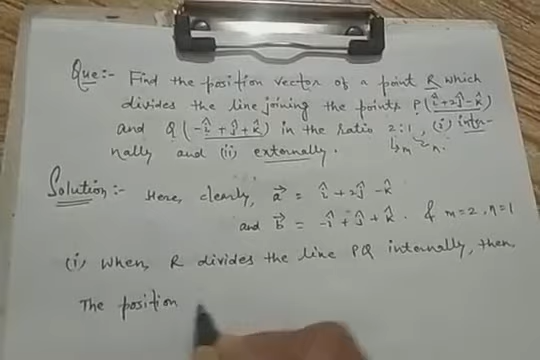 Que:- Find the position vector of a point R which
divides the line joining the points P(î+2ĵ-k̂)
and Q(-î+ĵ+k̂) in the ratio 2:1, (i) inter-
nally and (ii) externally. ↳m ↳n.
Solution:- Here, clearly, a⃗ = î+2ĵ-k̂
and b⃗ = -î+ĵ+k̂. & m=2, n=1
(i) When, R divides the line PQ internally, then,
The position